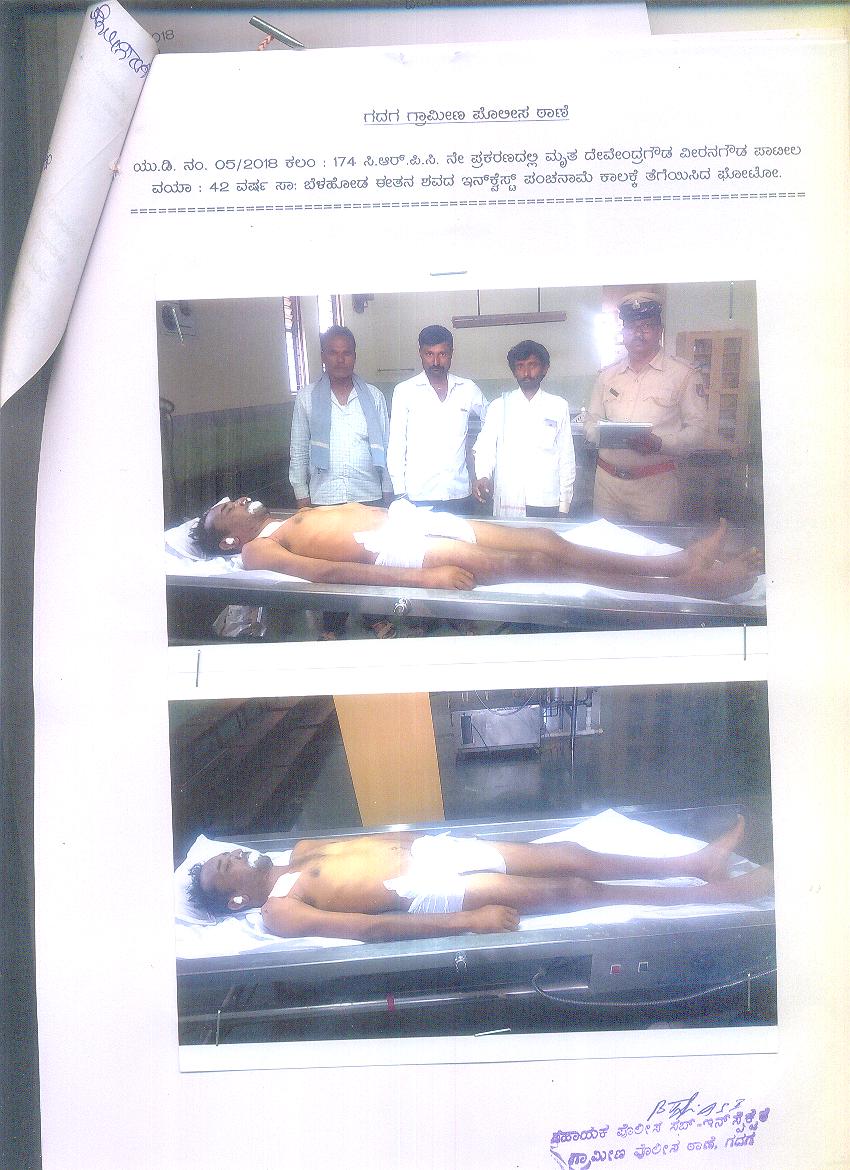 2018
ಗದಗ ಗ್ರಾಮೀಣ ಪೊಲೀಸ ಠಾಣೆ
ಯು.ಡಿ. ನಂ. 05/2018 ಕಲಂ : 174 ಸಿ.ಆರ್.ಪಿ.ಸಿ. ನೇ ಪ್ರಕರಣದಲ್ಲಿ ಮೃತ ದೇವೇಂದ್ರಗೌಡ ವೀರನಗೌಡ ಪಾಟೀಲ
ವಯಾ : 42 ವರ್ಷ ಸಾ: ಬೆಳಹೋಡ ಈತನ ಶವದ ಇನ್‌ಕ್ವೆಸ್ಟ್ ಪಂಚನಾಮೆ ಕಾಲಕ್ಕೆ ತೆಗೆಯಿಸಿದ ಫೋಟೋ.
ಸಹಾಯಕ ಪೊಲೀಸ ಸಬ್-ಇನ್ಸ್ಪೆಕ್ಟರ
ಗ್ರಾಮೀಣ ಪೊಲೀಸ ಠಾಣೆ, ಗದಗ